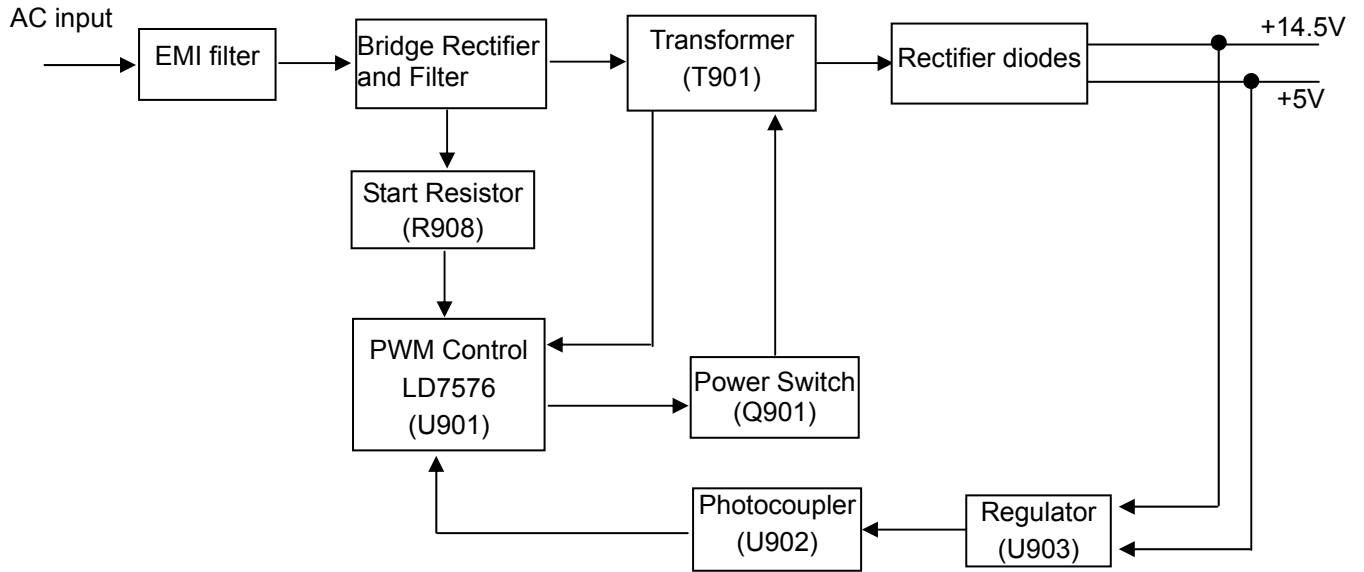 AC input
EMI filter
Bridge Rectifier
and Filter
Transformer
(T901)
Rectifier diodes
+14.5V
+5V
Start Resistor
(R908)
PWM Control
LD7576
(U901)
Power Switch
(Q901)
Photocoupler
(U902)
Regulator
(U903)